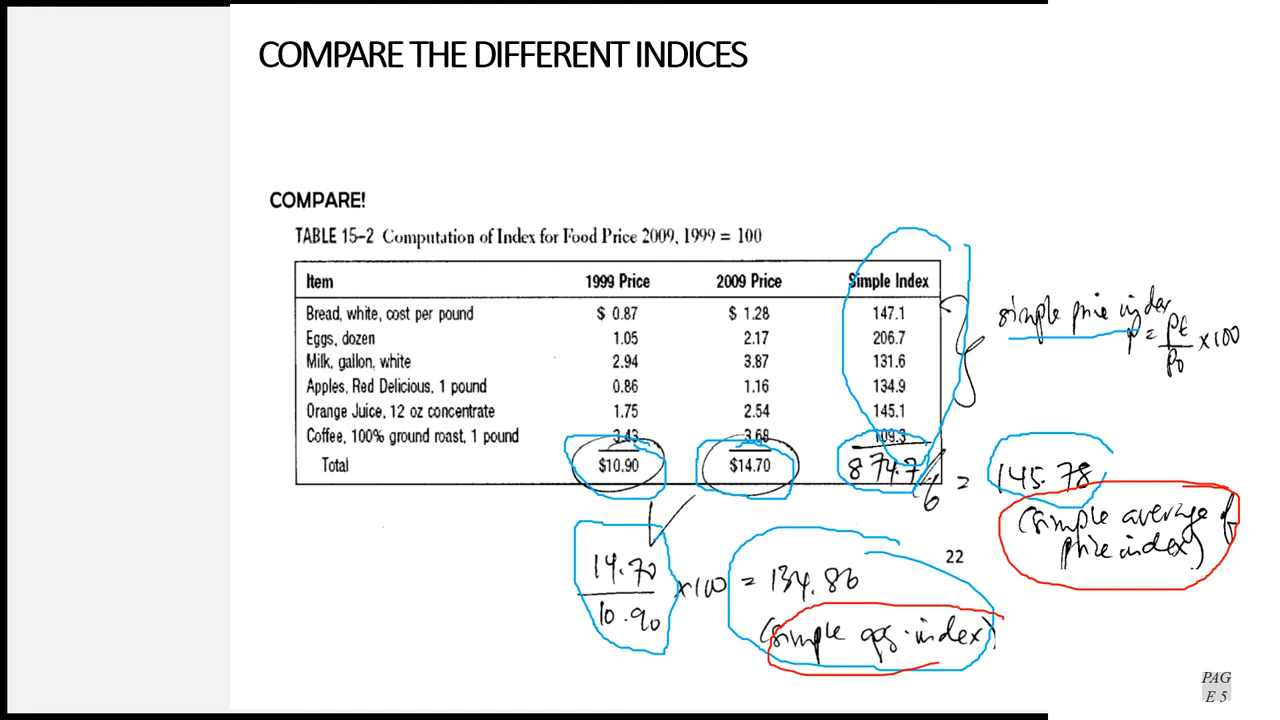 COMPARE THE DIFFERENT INDICES
COMPARE!
TABLE 15-2 Computation of Index for Food Price 2009, 1999 = 100
Item 1999 Price 2009 Price Simple Index
Bread, white, cost per pound $ 0.87 $ 1.28 147.1
Eggs, dozen 1.05 2.17 206.7
Milk, gallon, white 2.94 3.87 131.6
Apples, Red Delicious, 1 pound 0.86 1.16 134.9
Orange Juice, 12 oz concentrate 1.75 2.54 145.1
Coffee, 100% ground roast, 1 pound 3.43 3.68 109.3
Total $10.90 $14.70 874.7/6 = 145.78
simple price index
P = Pt/P0 ×100
(simple average of
price index)
14.70/10.90 ×100 = 134.86
(simple index)
22
PAG
E 5